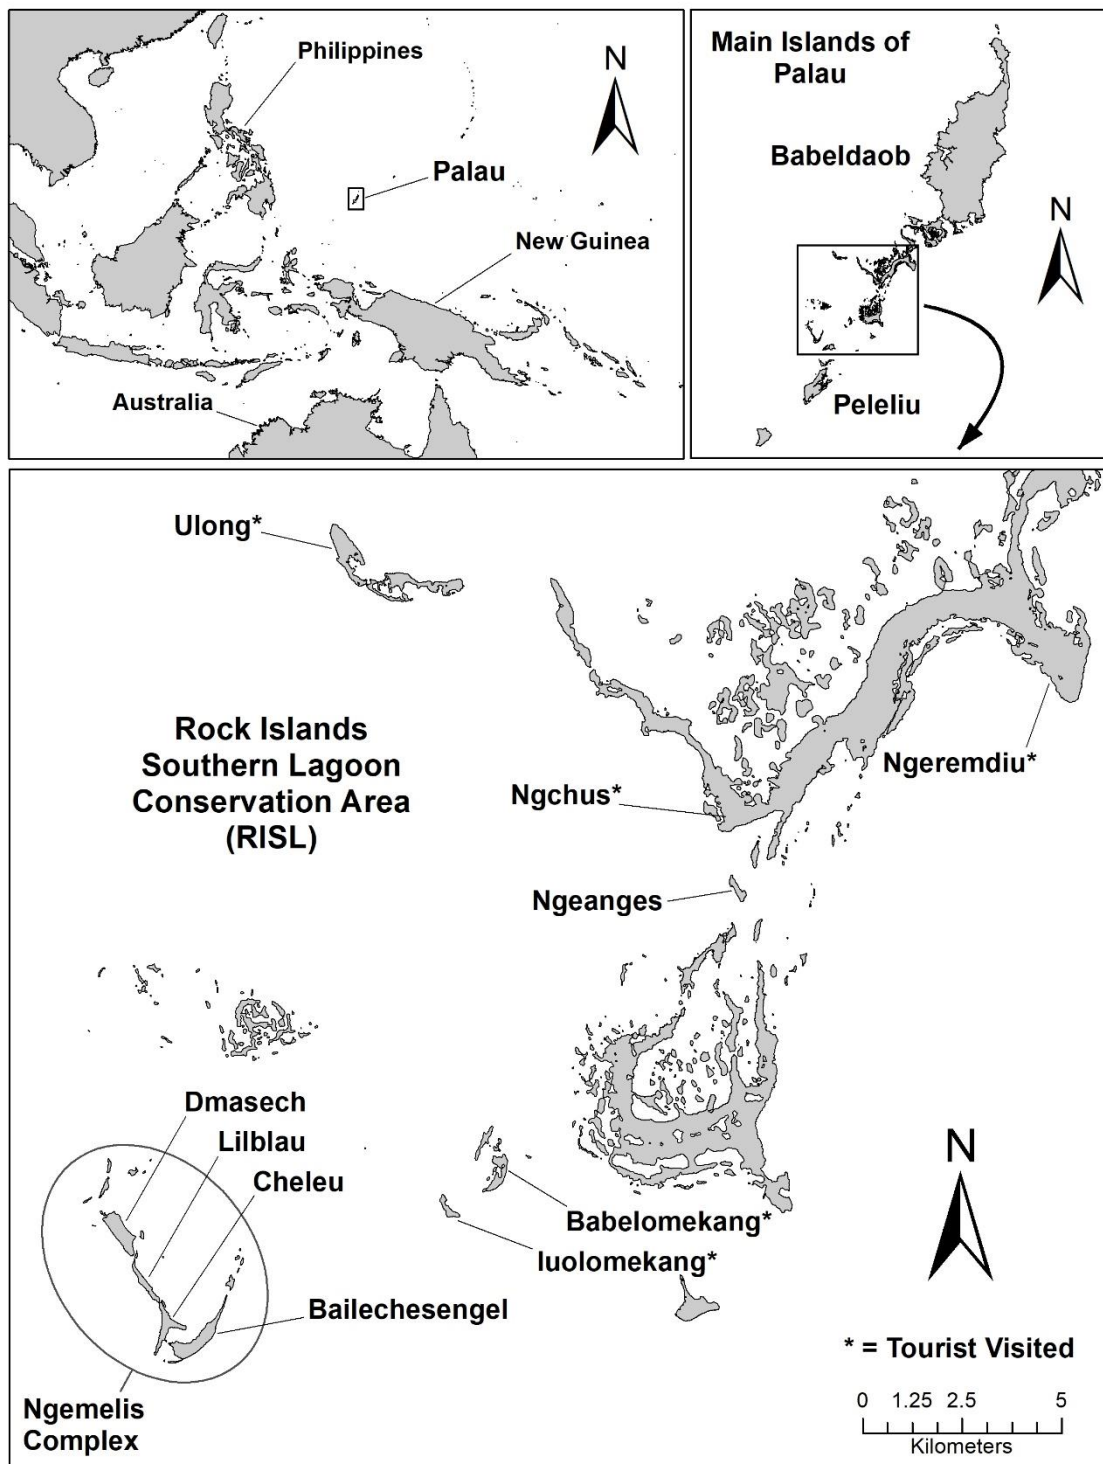 Philippines
N
Palau
New Guinea
Australia
Main Islands of
Palau
Babeldaob
N
Peleliu
Ulong*
Rock Islands
Southern Lagoon
Conservation Area
(RISL)
Ngeremdiu*
Ngchus*
Ngeanges
Dmasech
Lilblau
Cheleu
N
Babelomekang*
Iuolomekang*
Bailechesengel
* = Tourist Visited
Ngemelis
Complex
0 1.25 2.5 5
Kilometers